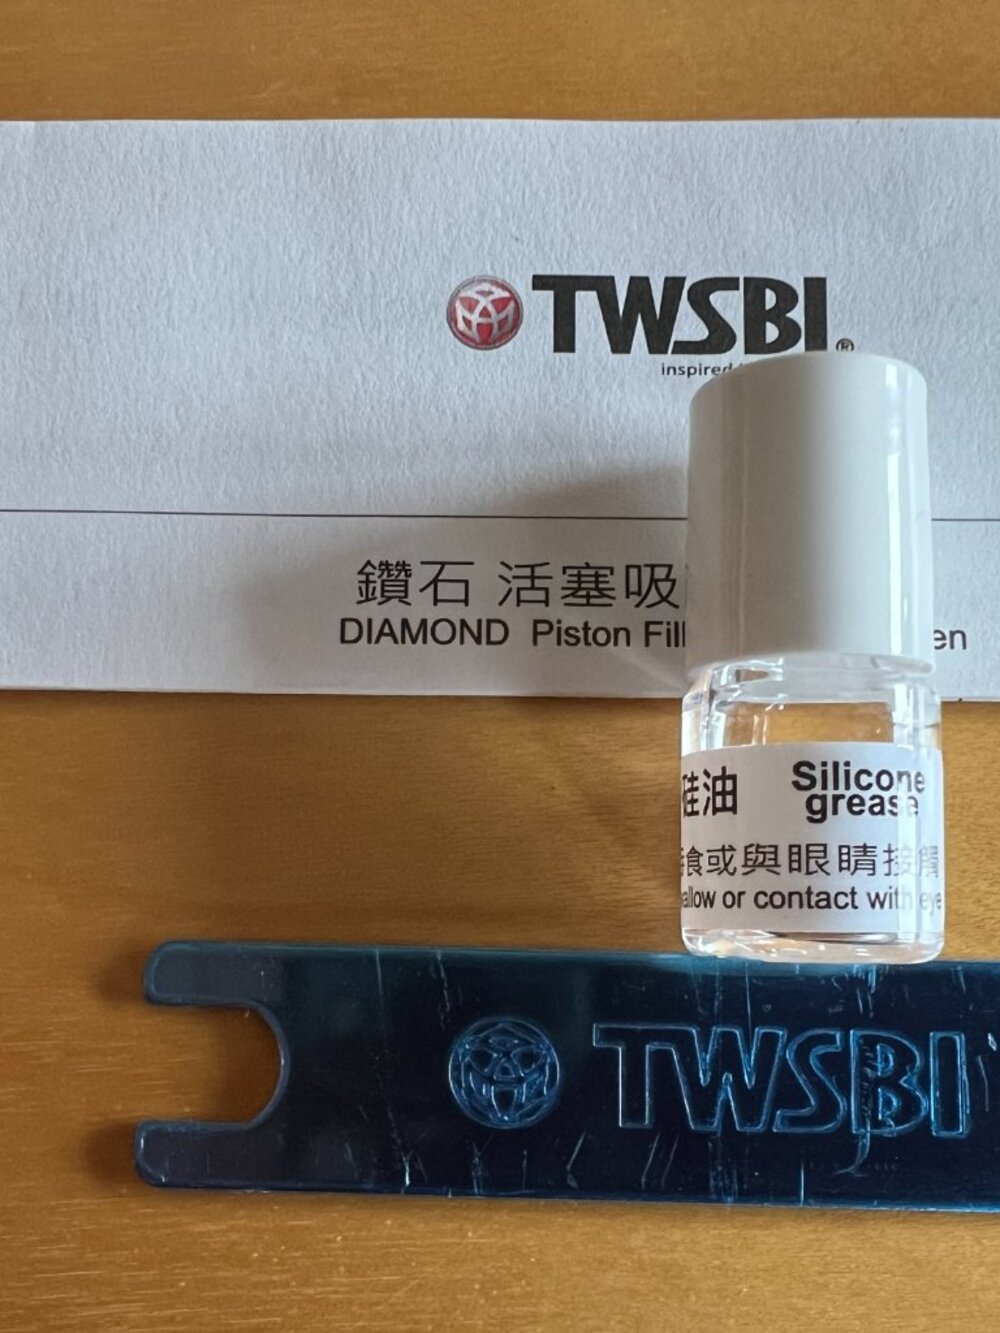 TWSBI®
inspired
鑽石 活塞吸
DIAMOND Piston Fill
en
硅油 Silicone
grease
食或與眼睛接觸
allow or contact with eye
TWSBI